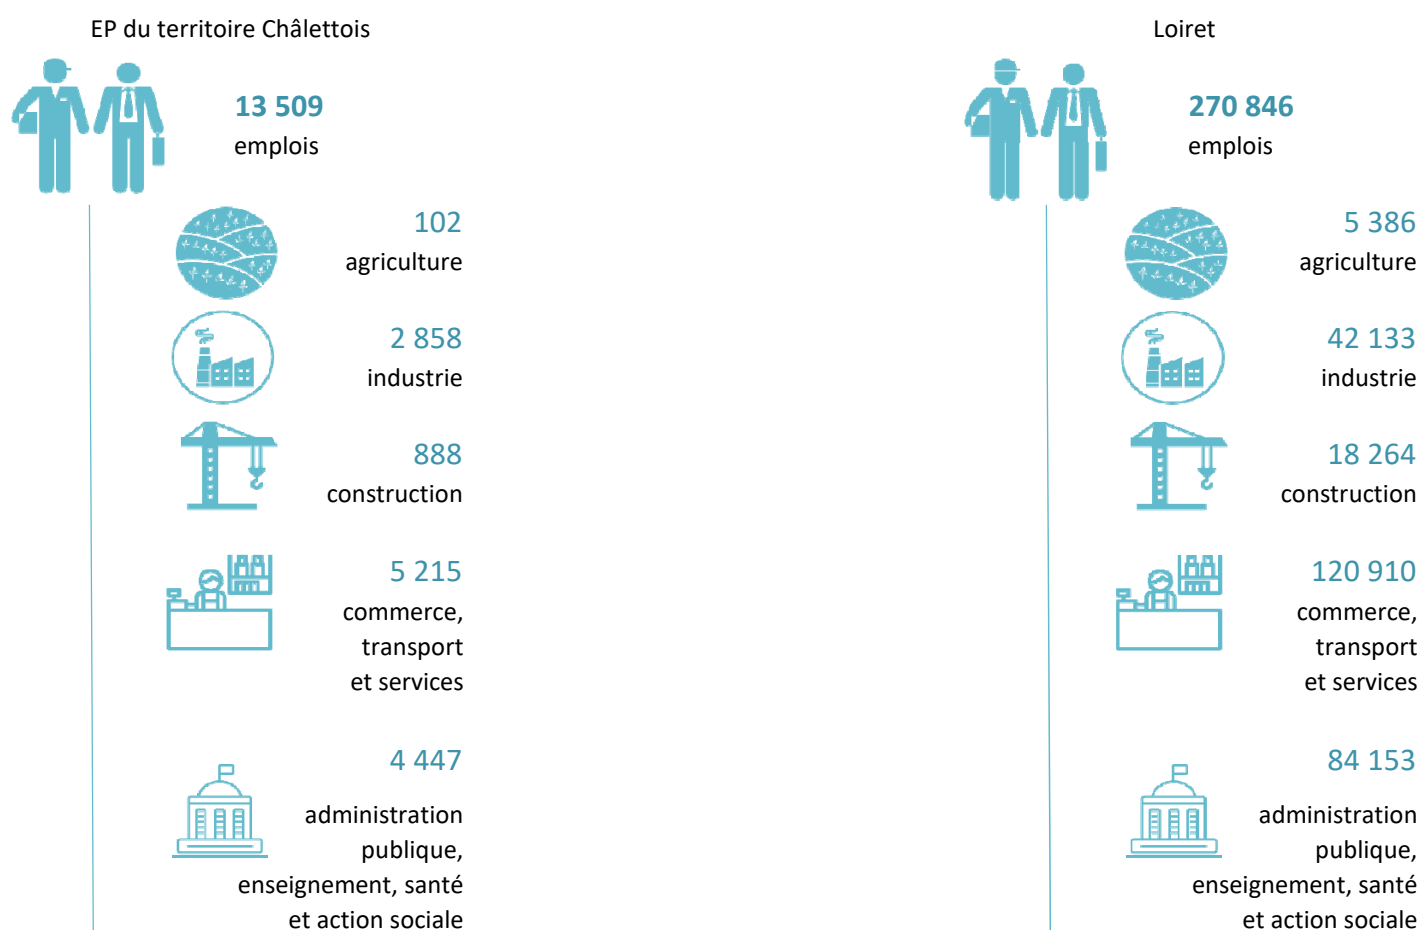 EP du territoire Châlettois
13 509
emplois
102
agriculture
2 858
industrie
888
construction
5 215
commerce,
transport
et services
4 447
administration
publique,
enseignement, santé
et action sociale
Loiret
270 846
emplois
5 386
agriculture
42 133
industrie
18 264
construction
120 910
commerce,
transport
et services
84 153
administration
publique,
enseignement, santé
et action sociale